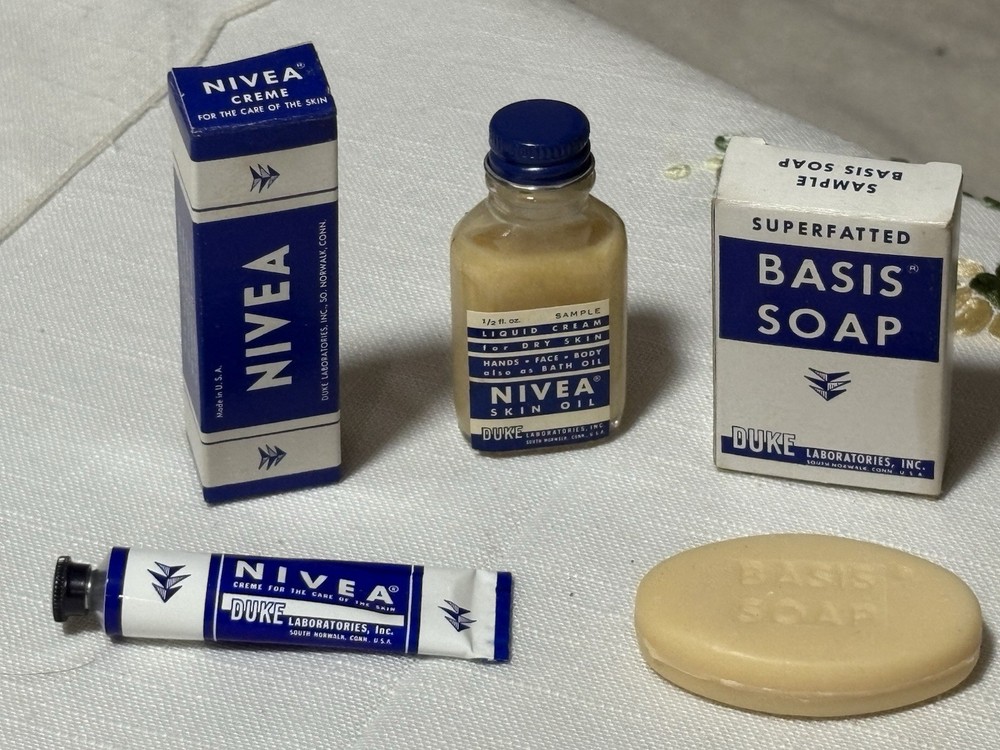 NIVEA®
CREME
FOR THE CARE OF THE SKIN
NIVEA
Made in U.S.A.
DUKE LABORATORIES, INC., SO. NORWALK, CONN.
1/2 fl. oz. SAMPLE
LIQUID CREAM
for DRY SKIN
HANDS • FACE • BODY
also as BATH OIL
NIVEA®
SKIN OIL
DUKE LABORATORIES, INC.
SOUTH NORWALK, CONN., U.S.A.
SAMPLE
BASIS SOAP
SUPERFATTED
BASIS®
SOAP
DUKE LABORATORIES, INC.
SOUTH NORWALK, CONN., U.S.A.
NIVEA®
CREME FOR THE CARE OF THE SKIN
DUKE LABORATORIES, Inc.
SOUTH NORWALK, CONN., U.S.A.
BASIS
SOAP